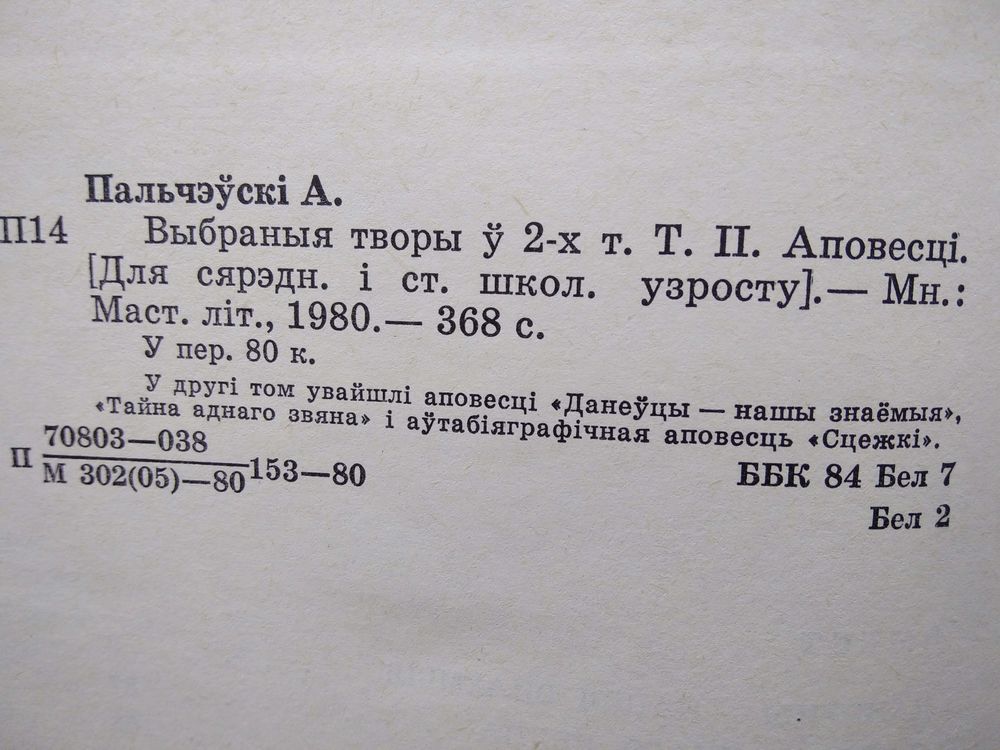 Пальчэўскі А.
П14 Выбраныя творы ў 2-х т. Т. II. Аповесці.
[Для сярэдн. і ст. школ. узросту].— Мн.:
Маст. літ., 1980.— 368 с.
У пер. 80 к.
У другі том увайшлі аповесці «Данеўцы — нашы знаёмыя»,
«Тайна аднаго звяна» і аўтабіяграфічная аповесць «Сцежкі».
70803—038
П 153—80 ББК 84 Бел 7
М 302(05)—80
Бел 2